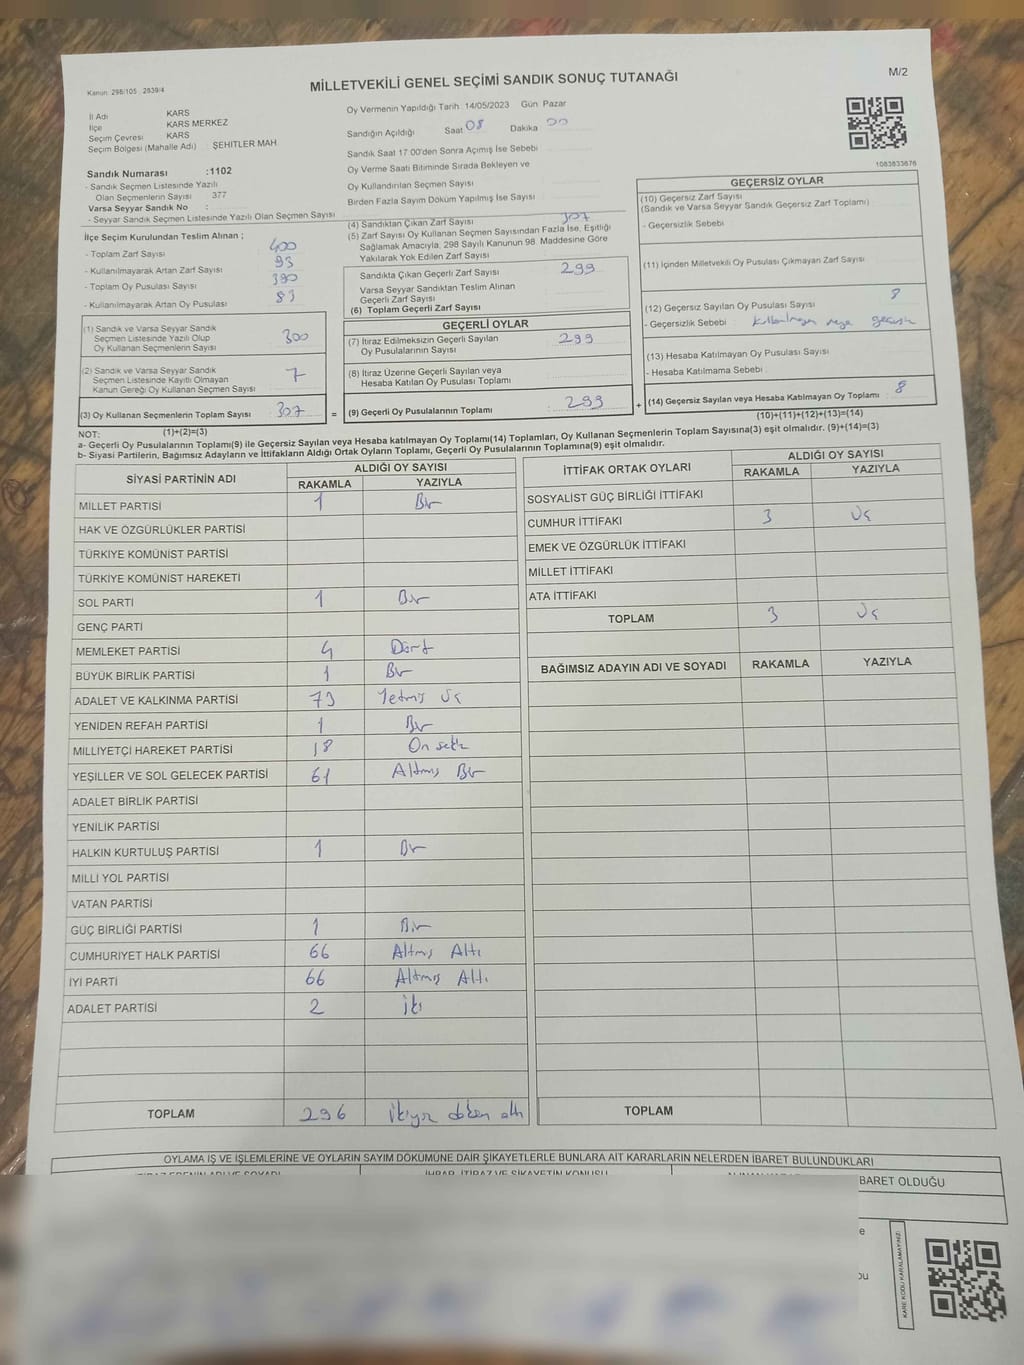 Kanun: 298/105 , 2839/4
MİLLETVEKİLİ GENEL SEÇİMİ SANDIK SONUÇ TUTANAĞI
M/2
İl Adı KARS
İlçe KARS MERKEZ
Seçim Çevresi KARS
Seçim Bölgesi (Mahalle Adı) ŞEHİTLER MAH
Sandık Numarası :1102
- Sandık Seçmen Listesinde Yazılı
Olan Seçmenlerin Sayısı 377
Varsa Seyyar Sandık No :
- Seyyar Sandık Seçmen Listesinde Yazılı Olan Seçmen Sayısı
Oy Vermenin Yapıldığı Tarih 14/05/2023 Gün Pazar
Sandığın Açıldığı Saat 08 Dakika 00
Sandık Saat 17:00'den Sonra Açımış İse Sebebi
Oy Verme Saati Bitiminde Sırada Bekleyen ve
Oy Kullandırılan Seçmen Sayısı
Birden Fazla Sayım Döküm Yapılmış İse Sayısı
1083833876
İlçe Seçim Kurulundan Teslim Alınan ;
- Toplam Zarf Sayısı 400
- Kullanılmayarak Artan Zarf Sayısı 93
- Toplam Oy Pusulası Sayısı 390
- Kullanılmayarak Artan Oy Pusulası 83
(4) Sandıktan Çıkan Zarf Sayısı 307
(5) Zarf Sayısı Oy Kullanan Seçmen Sayısından Fazla İse, Eşitliği
Sağlamak Amacıyla, 298 Sayılı Kanunun 98. Maddesine Göre
Yakılarak Yok Edilen Zarf Sayısı
Sandıkta Çıkan Geçerli Zarf Sayısı 299
Varsa Seyyar Sandıktan Teslim Alınan
Geçerli Zarf Sayısı
(6) Toplam Geçerli Zarf Sayısı
GEÇERSİZ OYLAR
(10) Geçersiz Zarf Sayısı
(Sandık ve Varsa Seyyar Sandık Geçersiz Zarf Toplamı)
- Geçersizlik Sebebi
(11) İçinden Milletvekili Oy Pusulası Çıkmayan Zarf Sayısı
(12) Geçersiz Sayılan Oy Pusulası Sayısı 8
- Geçersizlik Sebebi veya geçersiz
(13) Hesaba Katılmayan Oy Pusulası Sayısı
- Hesaba Katılmama Sebebi
(14) Geçersiz Sayılan veya Hesaba Katılmayan Oy Toplamı 8
(10)+(11)+(12)+(13)=(14)
(1) Sandık ve Varsa Seyyar Sandık
Seçmen Listesinde Yazılı Olup
Oy Kullanan Seçmenlerin Sayısı 300
(2) Sandık ve Varsa Seyyar Sandık
Seçmen Listesinde Kayıtlı Olmayan
Kanun Gereği Oy Kullanan Seçmen Sayısı 7
(3) Oy Kullanan Seçmenlerin Toplam Sayısı 307 =
(1)+(2)=(3)
GEÇERLİ OYLAR
(7) İtiraz Edilmeksizin Geçerli Sayılan
Oy Pusulalarının Sayısı 299
(8) İtiraz Üzerine Geçerli Sayılan veya
Hesaba Katılan Oy Pusulası Toplamı
(9) Geçerli Oy Pusulalarının Toplamı : 299 +
NOT:
a- Geçerli Oy Pusulalarının Toplamı(9) ile Geçersiz Sayılan veya Hesaba katılmayan Oy Toplamı(14) Toplamları, Oy Kullanan Seçmenlerin Toplam Sayısına(3) eşit olmalıdır. (9)+(14)=(3)
b- Siyasi Partilerin, Bağımsız Adayların ve İttifakların Aldığı Ortak Oyların Toplamı, Geçerli Oy Pusulalarının Toplamına(9) eşit olmalıdır.
SİYASİ PARTİNİN ADI ALDIĞI OY SAYISI
RAKAMLA YAZIYLA
MİLLET PARTİSİ 1 Bir
HAK VE ÖZGÜRLÜKLER PARTİSİ
TÜRKİYE KOMÜNİST PARTİSİ
TÜRKİYE KOMÜNİST HAREKETİ
SOL PARTİ 1 Bir
GENÇ PARTİ
MEMLEKET PARTİSİ 4 Dört
BÜYÜK BİRLİK PARTİSİ 1 Bir
ADALET VE KALKINMA PARTİSİ 73 Yetmiş Üç
YENİDEN REFAH PARTİSİ 1 Bir
MİLLİYETÇİ HAREKET PARTİSİ 18 On sekiz
YEŞİLLER VE SOL GELECEK PARTİSİ 61 Altmış Bir
ADALET BİRLİK PARTİSİ
YENİLİK PARTİSİ
HALKIN KURTULUŞ PARTİSİ 1 Bir
MİLLİ YOL PARTİSİ
VATAN PARTİSİ
GÜÇ BİRLİĞİ PARTİSİ 1 Bir
CUMHURİYET HALK PARTİSİ 66 Altmış Altı
İYİ PARTİ 66 Altmış Altı
ADALET PARTİSİ 2 İki
TOPLAM 296 İkiyüz doksan altı
İTTİFAK ORTAK OYLARI ALDIĞI OY SAYISI
RAKAMLA YAZIYLA
SOSYALİST GÜÇ BİRLİĞİ İTTİFAKI
CUMHUR İTTİFAKI 3 Üç
EMEK VE ÖZGÜRLÜK İTTİFAKI
MİLLET İTTİFAKI
ATA İTTİFAKI
TOPLAM 3 Üç
BAĞIMSIZ ADAYIN ADI VE SOYADI RAKAMLA YAZIYLA
TOPLAM
OYLAMA İŞ VE İŞLEMLERİNE VE OYLARIN SAYIM DÖKÜMÜNE DAİR ŞİKAYETLERLE BUNLARA AİT KARARLARIN NELERDEN İBARET BULUNDUKLARI
İHBAR, İTİRAZ VE ŞİKAYETİN KONUSU
BARET OLDUĞU
KARE KODU KARALAMAYINIZ!